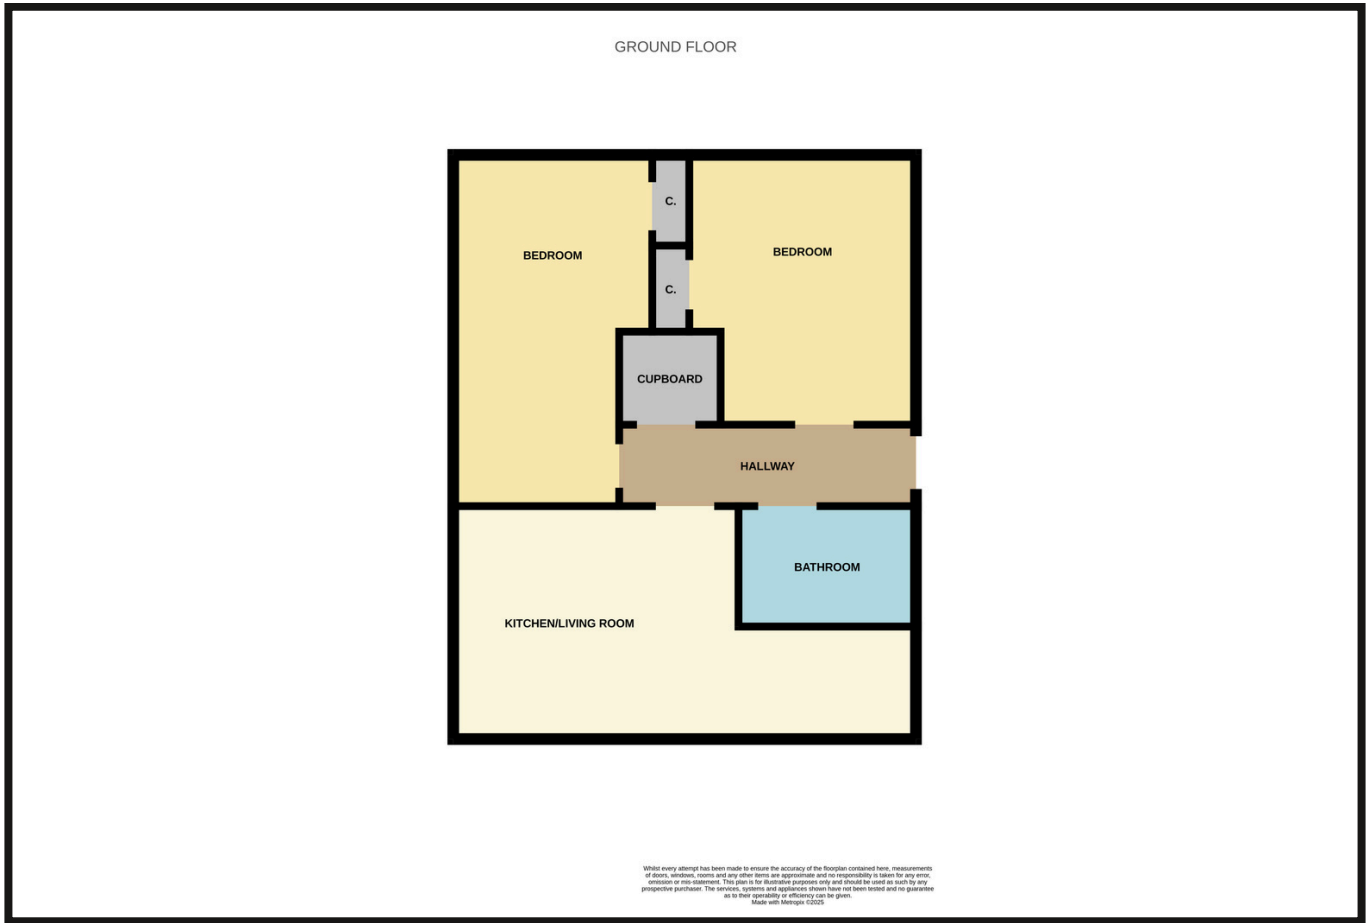 GROUND FLOOR
C.
BEDROOM
BEDROOM
C.
CUPBOARD
HALLWAY
BATHROOM
KITCHEN/LIVING ROOM
Whilst every attempt has been made to ensure the accuracy of the floorplan contained here, measurements
of doors, windows, rooms and any other items are approximate and no responsibility is taken for any error,
omission or mis-statement. This plan is for illustrative purposes only and should be used as such by any
prospective purchaser. The services, systems and appliances shown have not been tested and no guarantee
as to their operability or efficiency can be given.
Made with Metropix ©2025